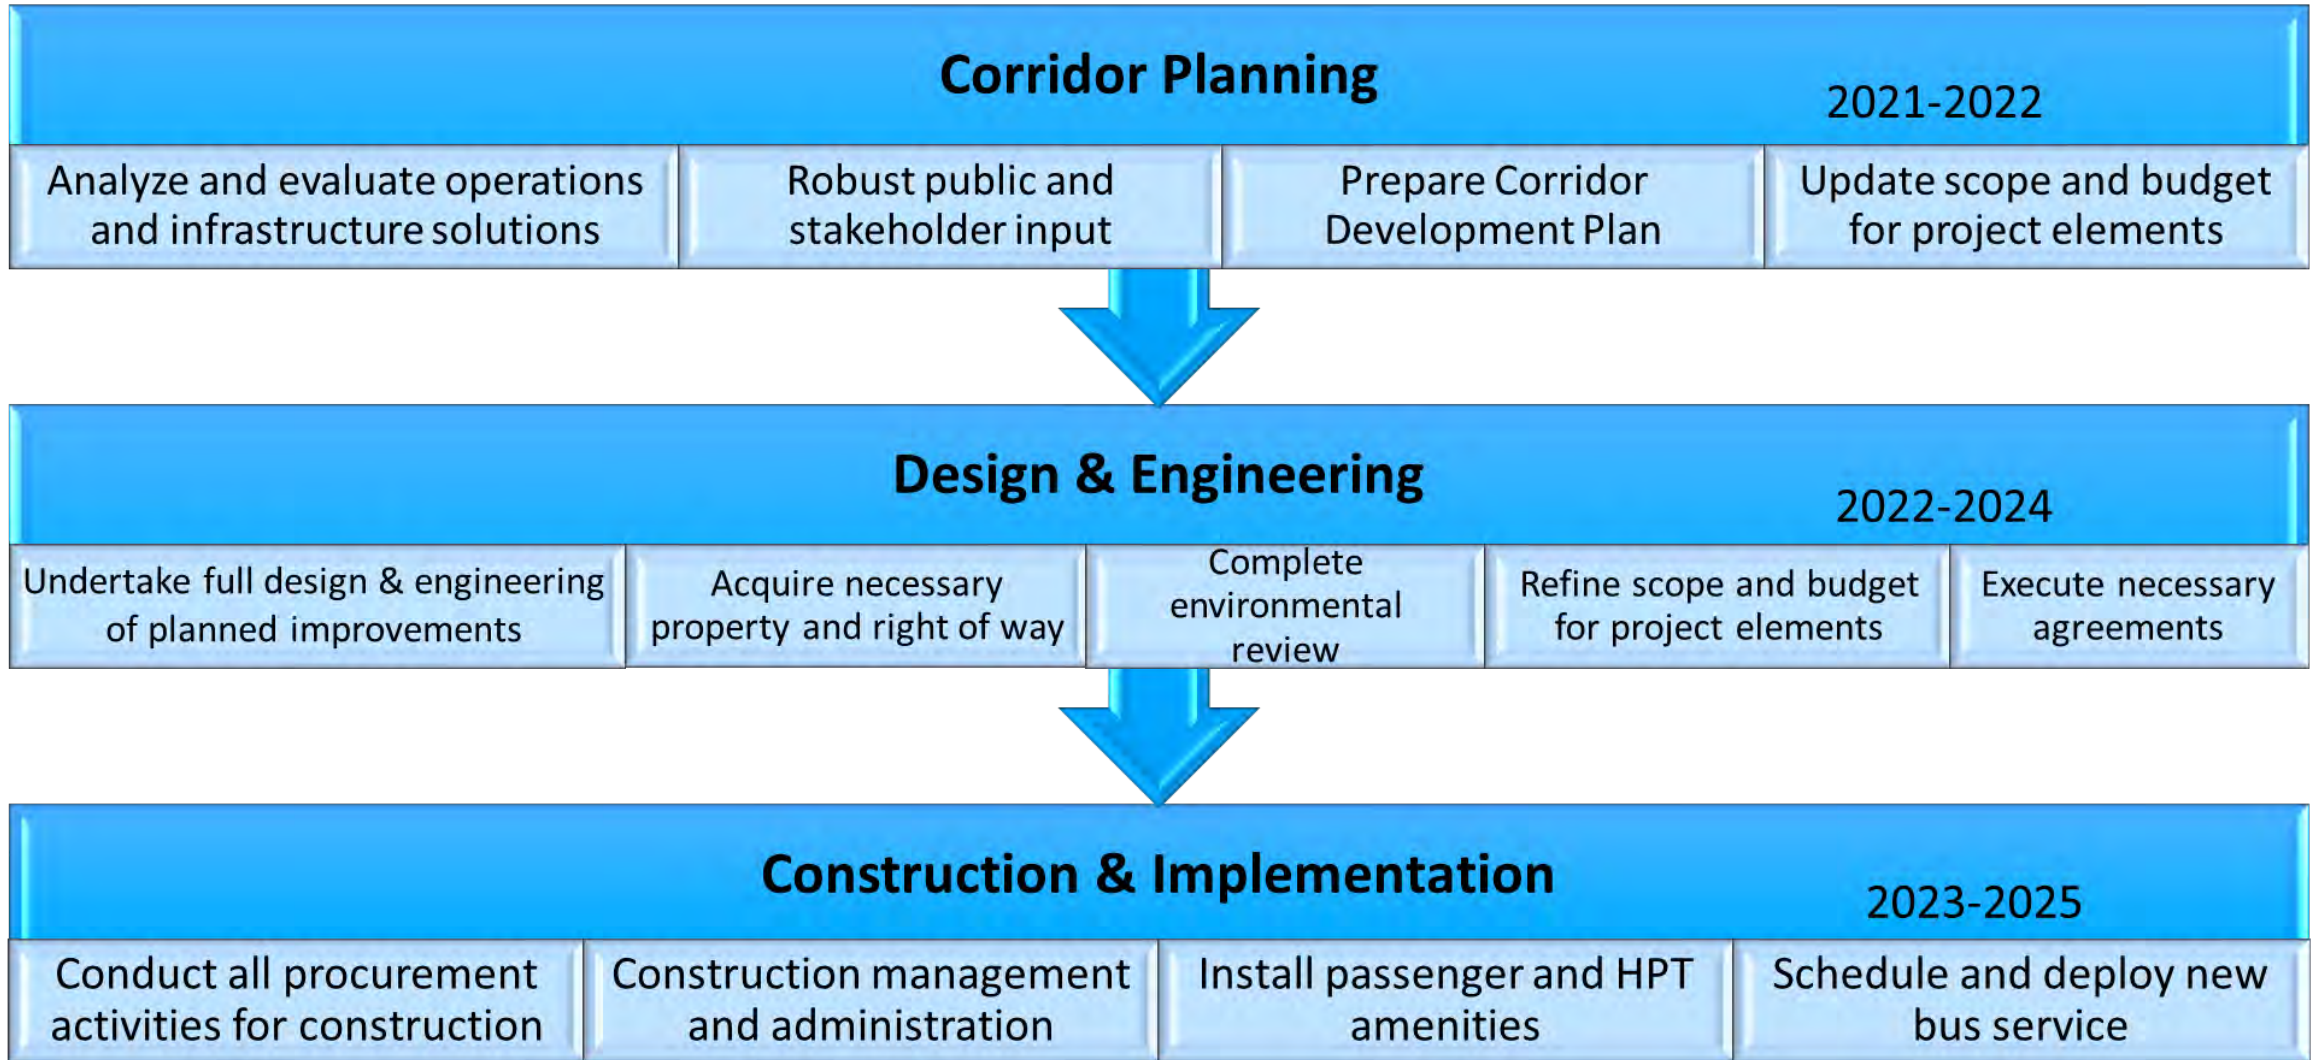 Corridor Planning
2021-2022
Analyze and evaluate operations
and infrastructure solutions
Robust public and
stakeholder input
Prepare Corridor
Development Plan
Update scope and budget
for project elements
Design & Engineering
2022-2024
Undertake full design & engineering
of planned improvements
Acquire necessary
property and right of way
Complete
environmental
review
Refine scope and budget
for project elements
Execute necessary
agreements
Construction & Implementation
2023-2025
Conduct all procurement
activities for construction
Construction management
and administration
Install passenger and HPT
amenities
Schedule and deploy new
bus service